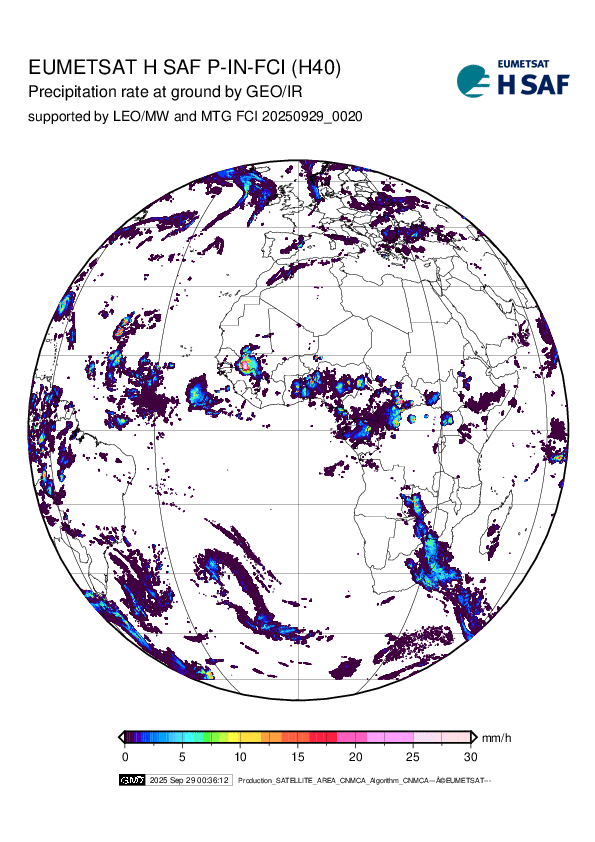 EUMETSAT H SAF P-IN-FCI (H40)
Precipitation rate at ground by GEO/IR
supported by LEO/MW and MTG FCI 20250929_0020
EUMETSAT
H SAF
mm/h
0 5 10 15 20 25 30
GMT 2025 Sep 29 00:36:12 Production_SATELLITE_AREA_CNMCA_Algorithm_CNMCA---Â©EUMETSAT---